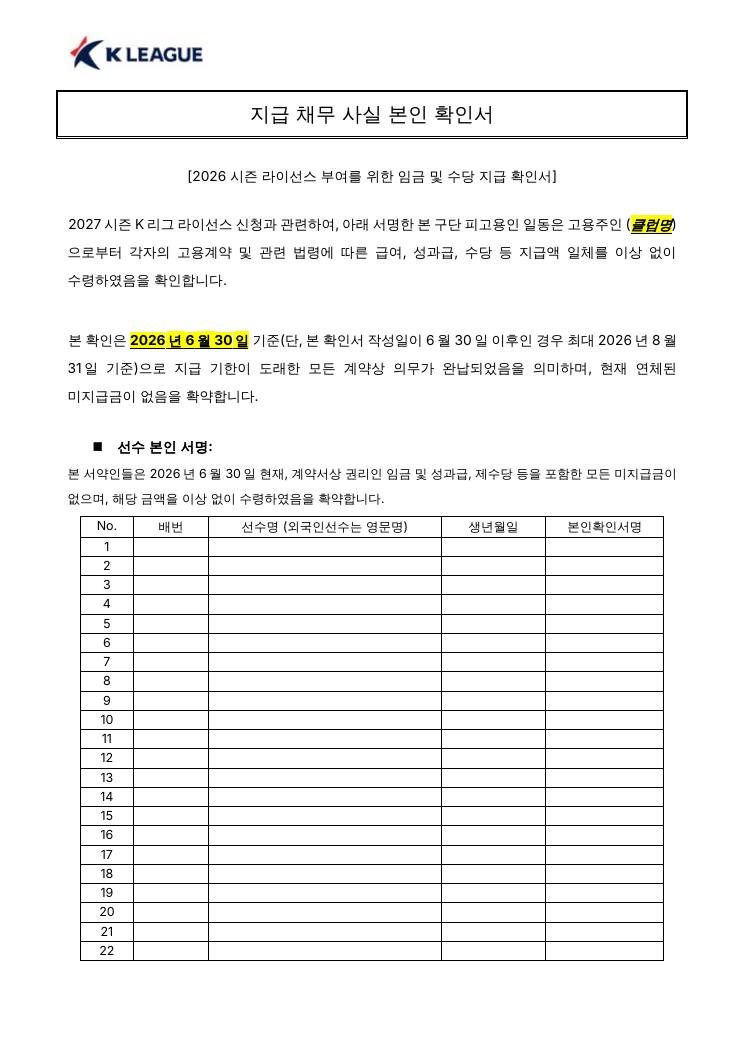 K LEAGUE
지급 채무 사실 본인 확인서
[2026 시즌 라이선스 부여를 위한 임금 및 수당 지급 확인서]
2027 시즌 K 리그 라이선스 신청과 관련하여, 아래 서명한 본 구단 피고용인 일동은 고용주인 (클럽명)
으로부터 각자의 고용계약 및 관련 법령에 따른 급여, 성과급, 수당 등 지급액 일체를 이상 없이
수령하였음을 확인합니다.
본 확인은 2026 년 6 월 30 일 기준(단, 본 확인서 작성일이 6 월 30 일 이후인 경우 최대 2026 년 8 월
31 일 기준)으로 지급 기한이 도래한 모든 계약상 의무가 완납되었음을 의미하며, 현재 연체된
미지급금이 없음을 확약합니다.
■ 선수 본인 서명:
본 서약인들은 2026 년 6 월 30 일 현재, 계약서상 권리인 임금 및 성과급, 제수당 등을 포함한 모든 미지급금이
없으며, 해당 금액을 이상 없이 수령하였음을 확약합니다.
No. 배번 선수명 (외국인선수는 영문명) 생년월일 본인확인서명
1
2
3
4
5
6
7
8
9
10
11
12
13
14
15
16
17
18
19
20
21
22